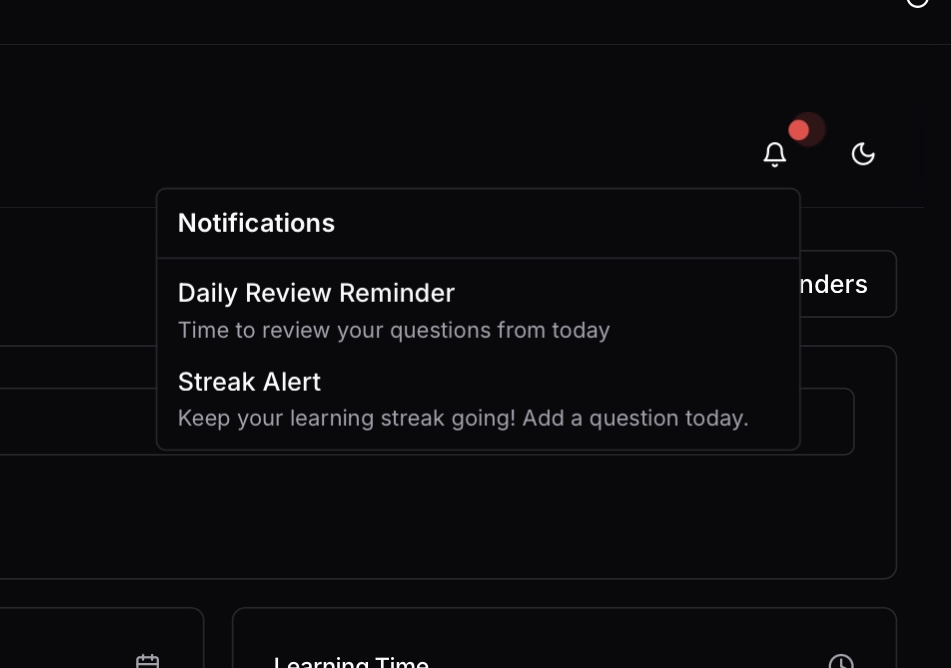 Notifications
Daily Review Reminder
Time to review your questions from today
Streak Alert
Keep your learning streak going! Add a question today.
nders
Learning Time